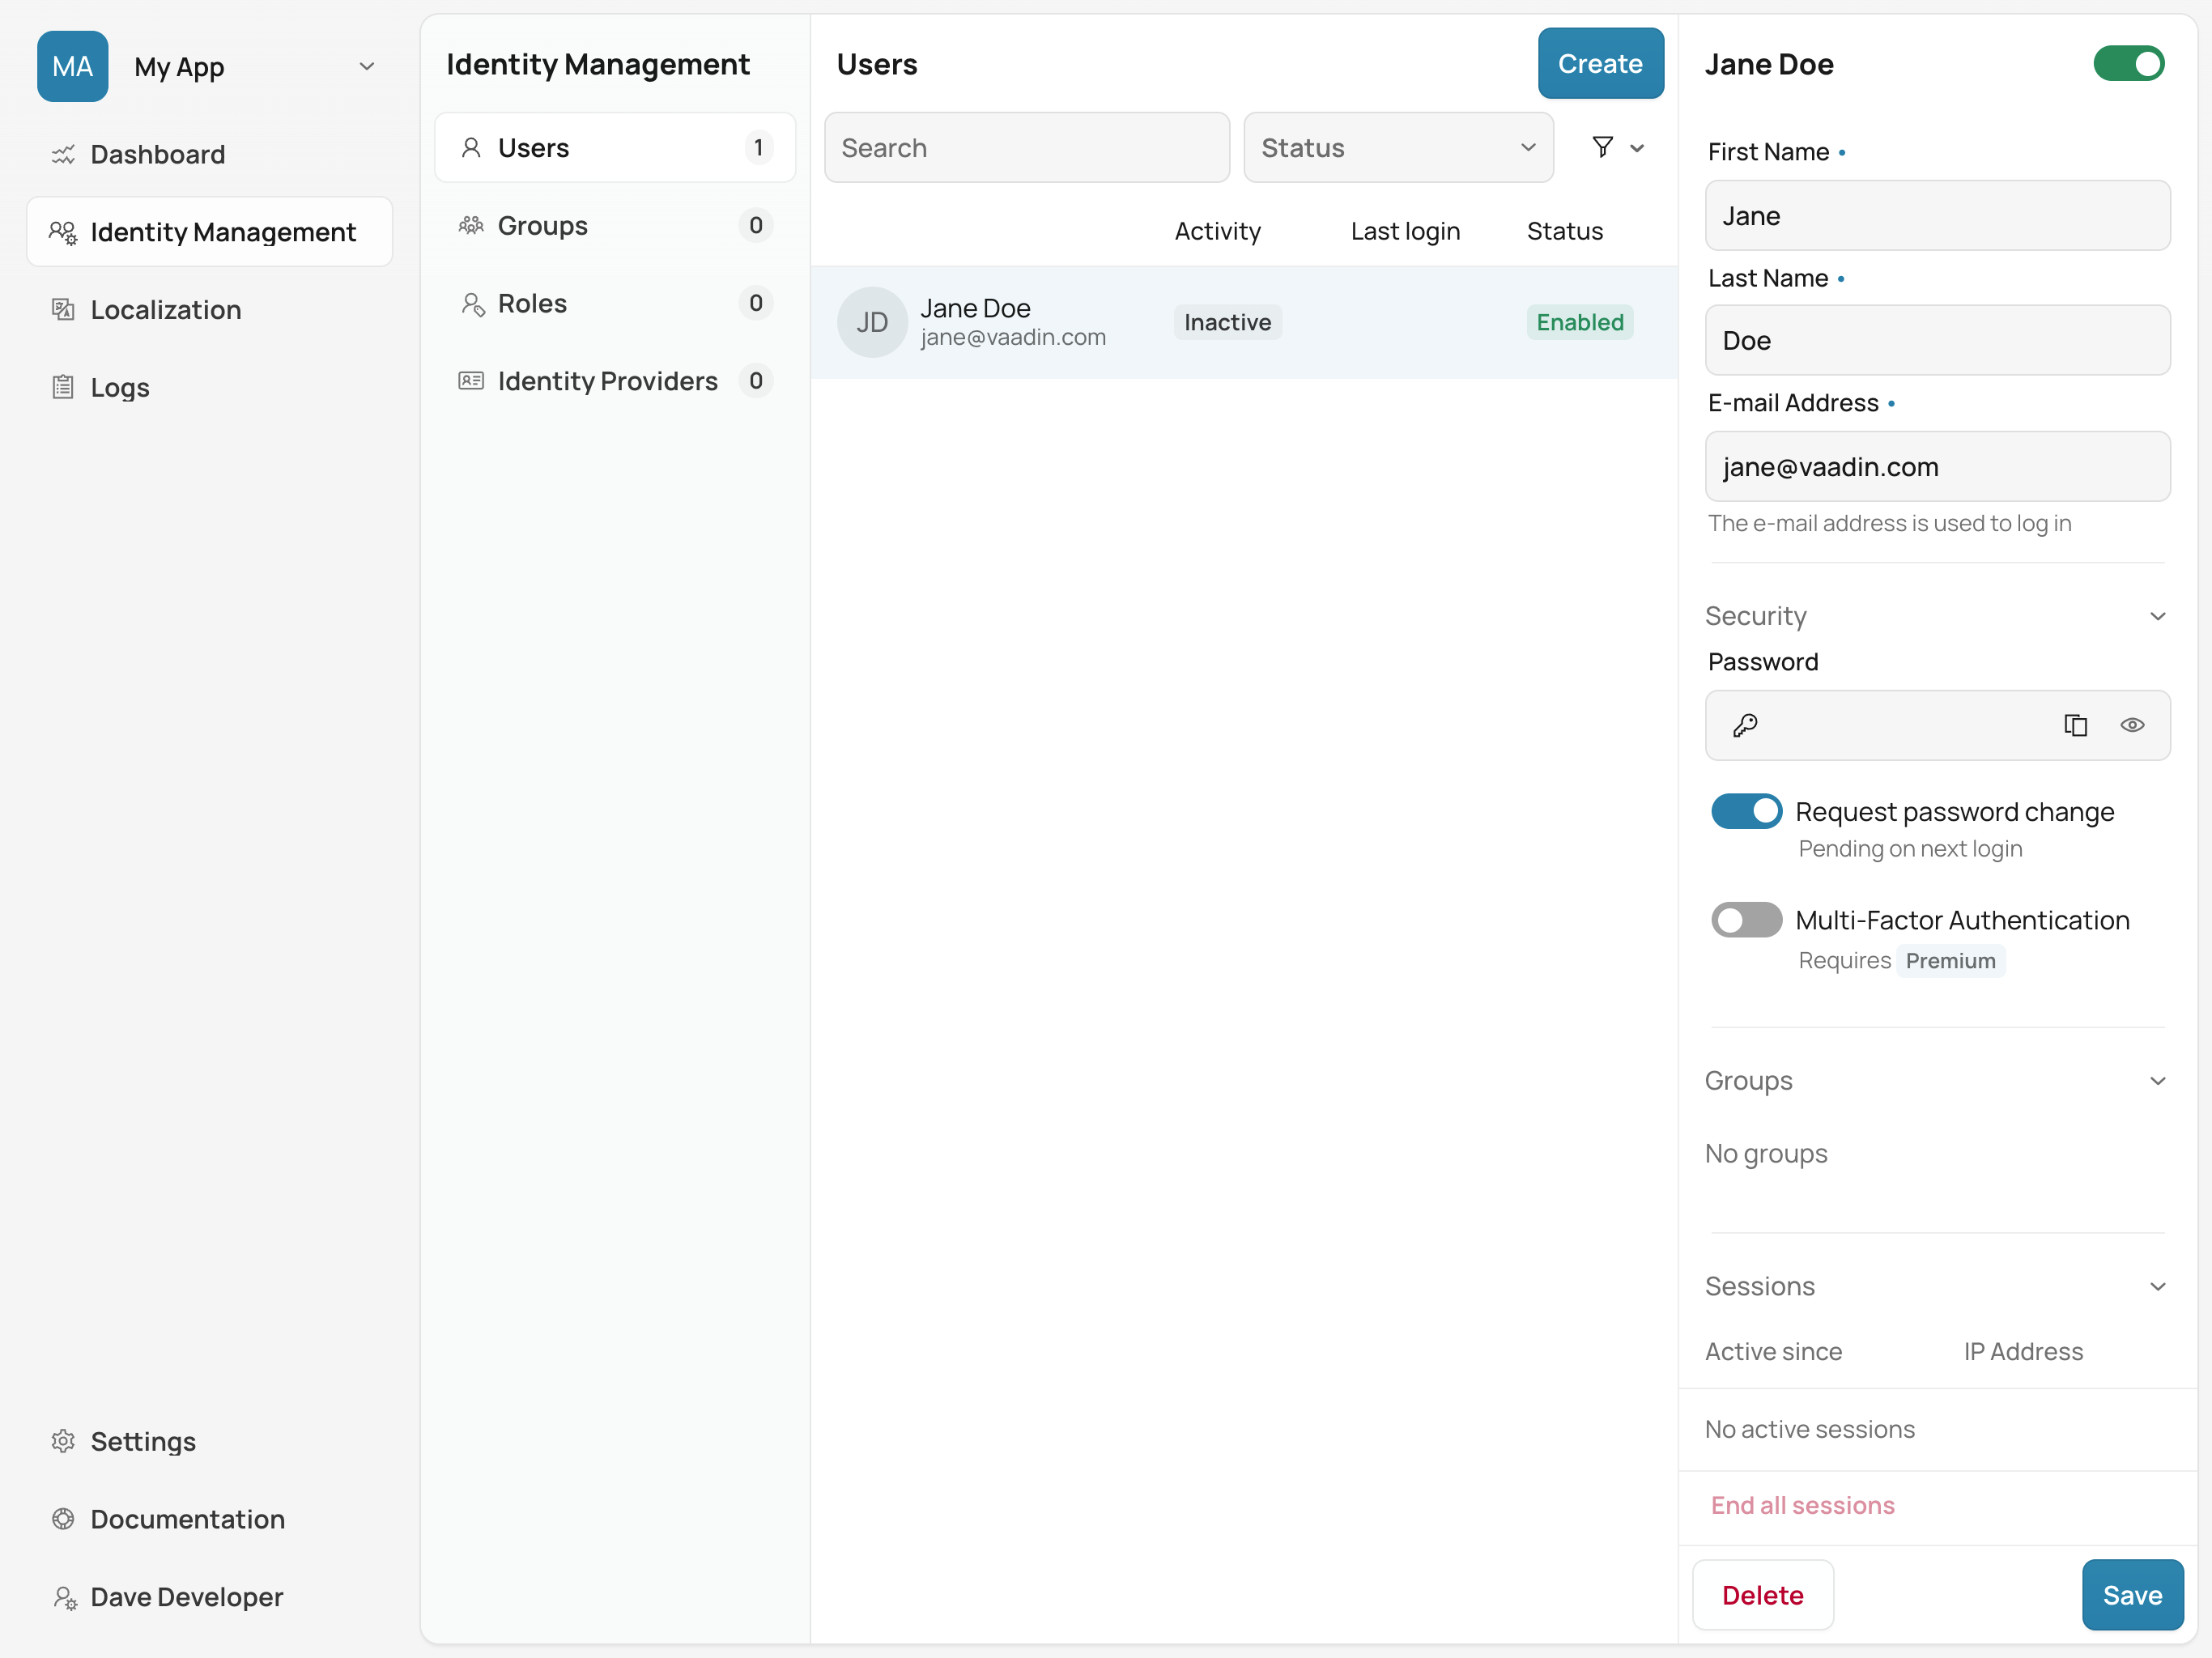 MA
My App
Dashboard
Identity Management
Localization
Logs
Settings
Documentation
Dave Developer
Identity Management
Users 1
Groups 0
Roles 0
Identity Providers 0
Users
Create
Search
Status
Activity Last login Status
JD
Jane Doe
jane@vaadin.com
Inactive
Enabled
Jane Doe
First Name •
Jane
Last Name •
Doe
E-mail Address •
jane@vaadin.com
The e-mail address is used to log in
Security
Password
Request password change
Pending on next login
Multi-Factor Authentication
Requires Premium
Groups
No groups
Sessions
Active since IP Address
No active sessions
End all sessions
Delete
Save